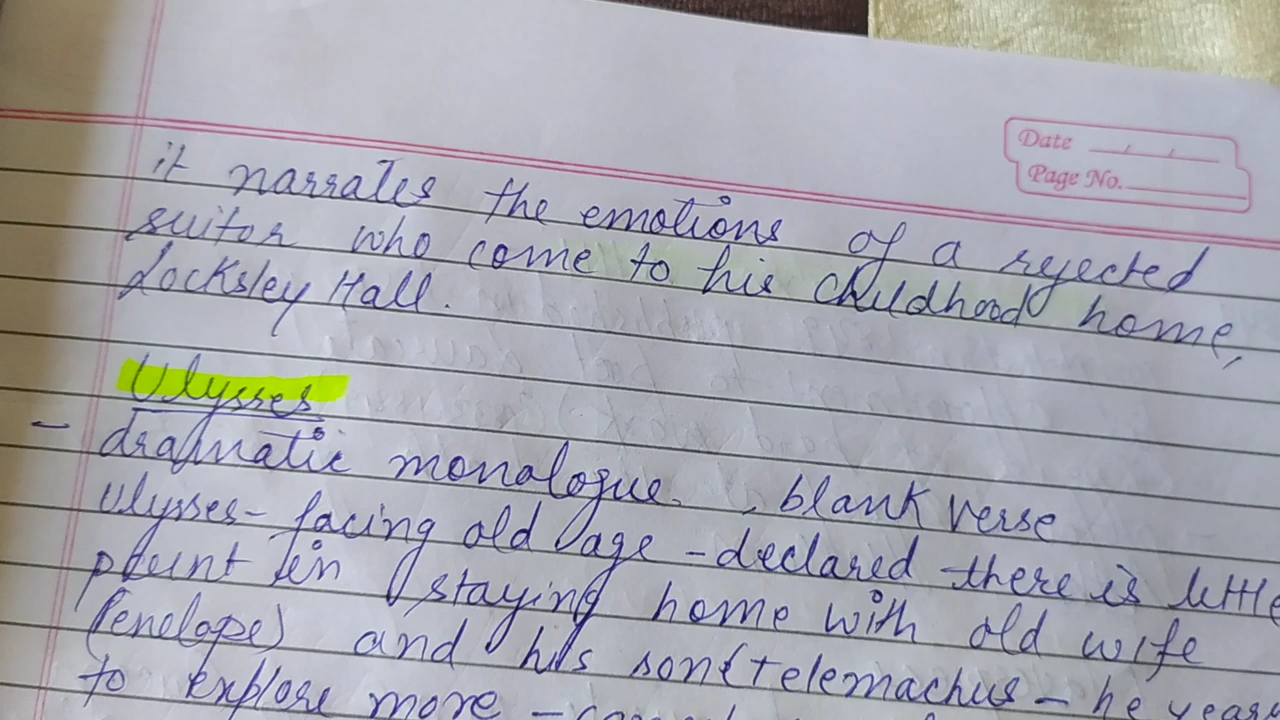 Date / /
Page No.
it narrates the emotions of a rejected
suitor who come to his childhood home,
Locksley Hall.
Ulysses
- dramatic monologue. , blank verse
Ulysses - facing old age - declared there is little
point in staying home with old wife
(Penelope) and his son(Telemachus - he years
to explore more -